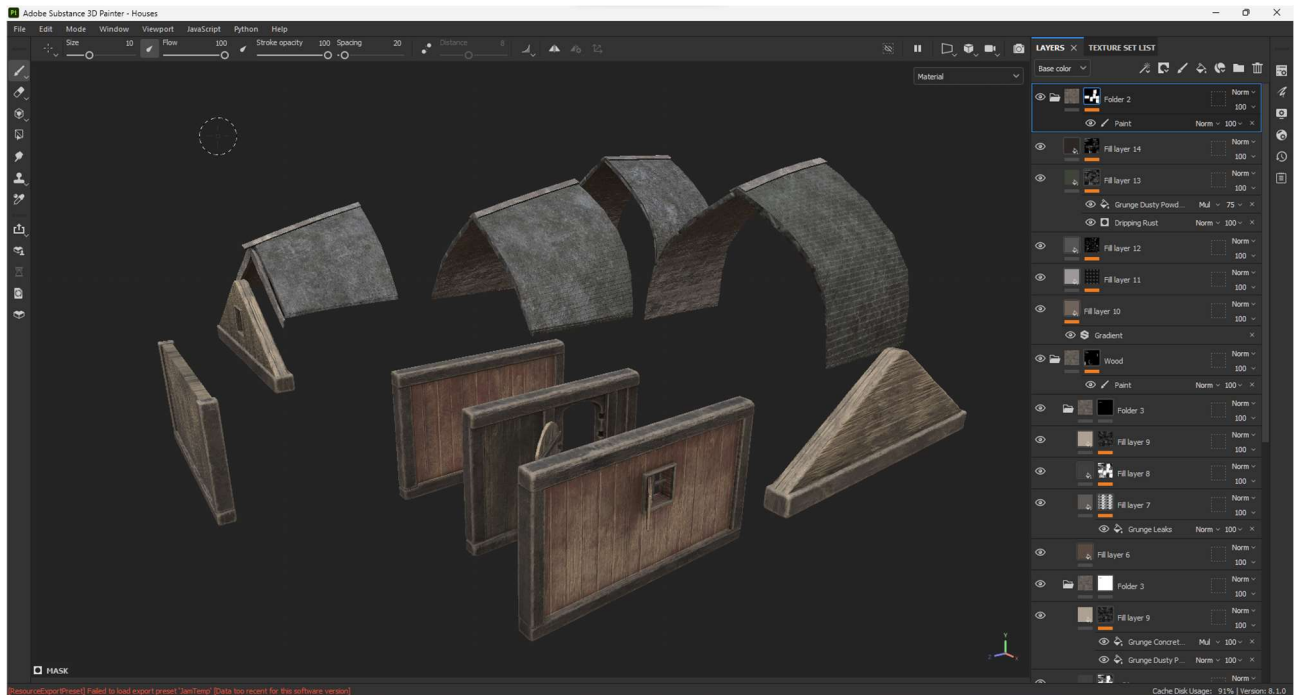 Adobe Substance 3D Painter - Houses
File Edit Mode Window Viewport JavaScript Python Help
Size 10 Flow 100 Stroke opacity 100 Spacing 20 Distance 8
Material
LAYERS × TEXTURE SET LIST
Base color
Folder 2 Norm 100
Paint Norm 100 ×
Fill layer 14 Norm 100
Fill layer 13 Norm 100
Grunge Dusty Powd... Mul 75 ×
Dripping Rust Norm 100 ×
Fill layer 12 Norm 100
Fill layer 11 Norm 100
Fill layer 10 Norm 100
Gradient ×
Wood Norm 100
Paint Norm 100 ×
Folder 3 Norm 100
Fill layer 9 Norm 100
Fill layer 8 Norm 100
Fill layer 7 Norm 100
Grunge Leaks Norm 100 ×
Fill layer 6 Norm 100
Folder 3 Norm 100
Fill layer 9 Norm 100
Grunge Concret... Mul 100 ×
Grunge Dusty P... Norm 100 ×
Norm
Y
Z X
MASK
[ResourceExportPreset] Failed to load export preset 'JamTemp' [Data too recent for this software version]
Cache Disk Usage: 91% | Version: 8.1.0